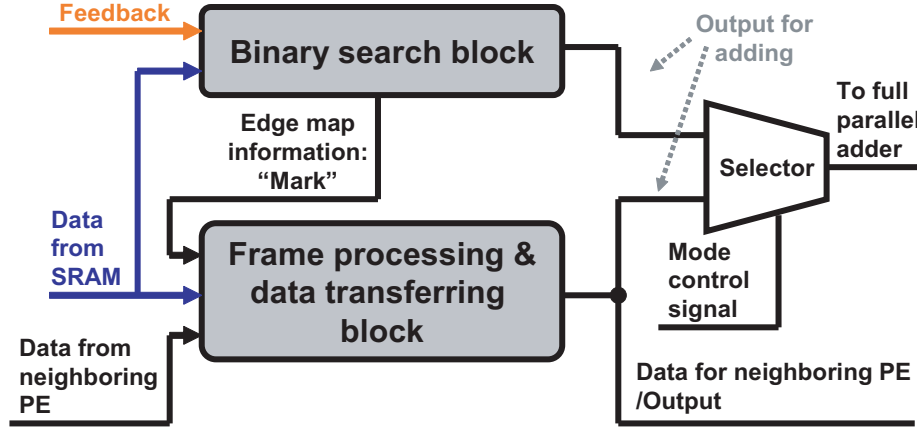 Feedback
Binary search block
Output for
adding
To full
parallel
adder
Edge map
information:
“Mark”
Selector
Data
from
SRAM
Frame processing &
data transferring
block
Mode
control
signal
Data from
neighboring
PE
Data for neighboring PE
/Output